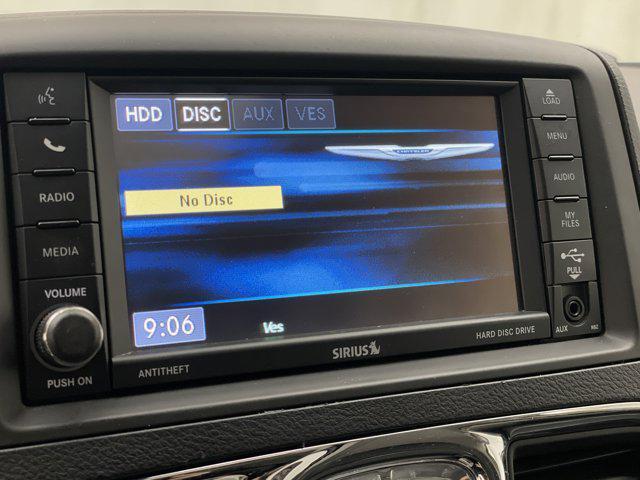 HDD DISC AUX VES
CHRYSLER
No Disc
9:06
Ves
RADIO
MEDIA
VOLUME
PUSH ON
ANTITHEFT
SIRIUS
HARD DISC DRIVE
LOAD
MENU
AUDIO
MY
FILES
PULL
AUX